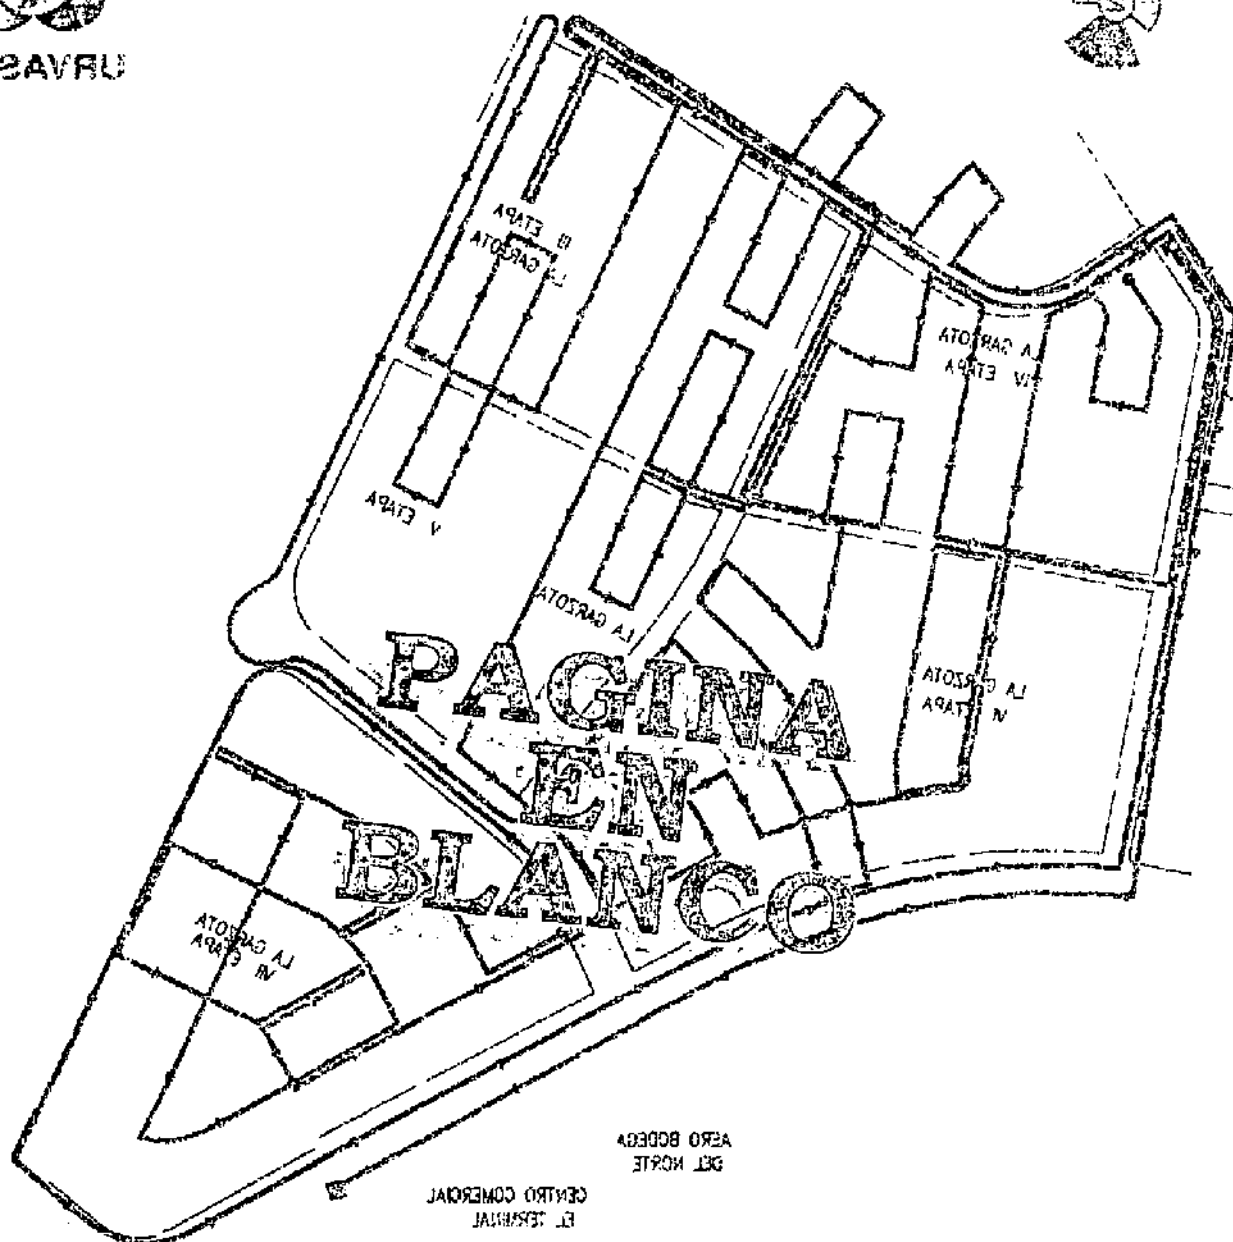 URVAS
III ETAPA
LA GARZOTA
LA GARZOTA
IV ETAPA
V ETAPA
LA GARZOTA
LA GARZOTA
VI ETAPA
PAGINA
EN
BLANCO
LA GARZOTA
VII ETAPA
AERO BODEGA
DEL NORTE
CENTRO COMERCIAL
EL TERMINAL